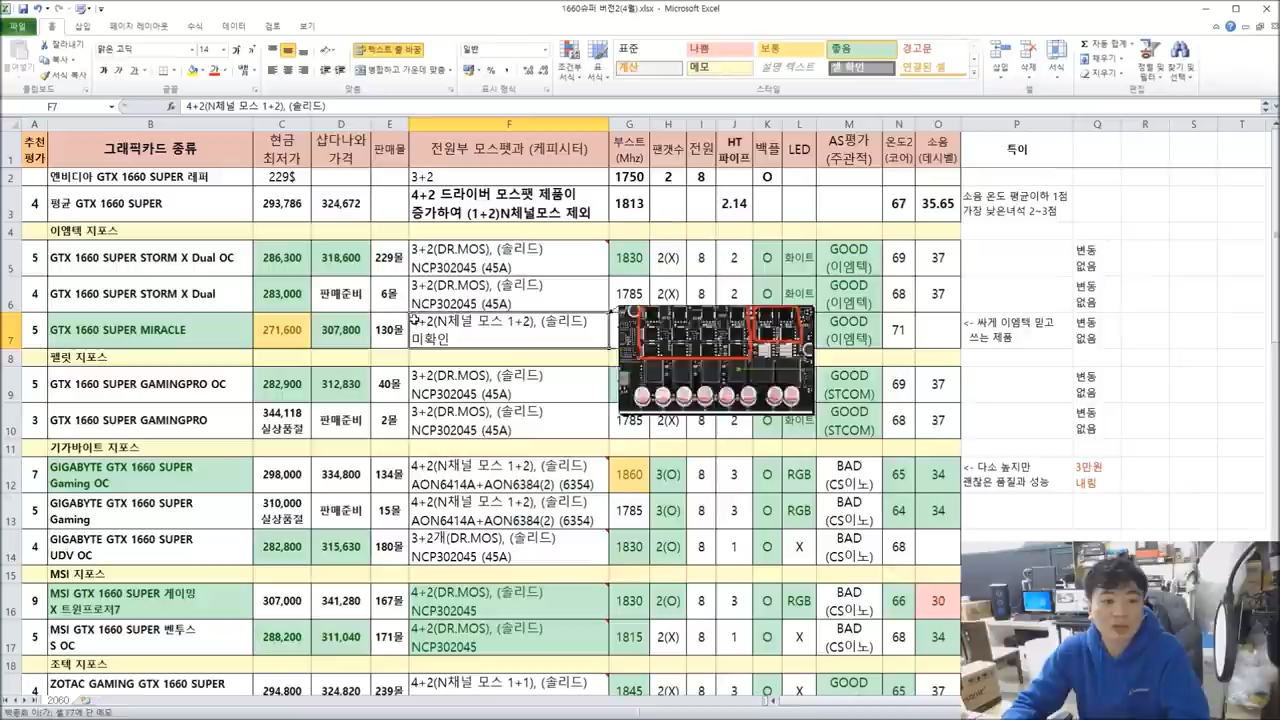 1660슈퍼 버전2(4월).xlsx - Microsoft Excel
파일 홈 삽입 페이지 레이아웃 수식 데이터 검토 보기
잘라내기 맑은 고딕 14 텍스트 줄 바꿈 일반 표준 나쁨 보통 좋음 경고문 자동 합계
복사 채우기
서식 복사 병합하고 가운데 맞춤 계산 메모 설명 텍스트 셀 확인 연결된 셀 지우기
붙여넣기 조건부 서식 표 서식 삽입 삭제 서식 정렬 및 필터 찾기 및 선택
클립보드 글꼴 맞춤 표시 형식 스타일 셀 편집
F7 fx 4+2(N채널 모스 1+2), (솔리드)
A B C D E F G H I J K L M N O P Q R S T
1 추천 평가 그래픽카드 종류 현금 최저가 샵다나와 가격 판매몰 전원부 모스펫과 (케피시터) 부스트 (Mhz) 팬갯수 전원 HT 파이프 백플 LED AS평가 (주관적) 온도2 (코어) 소음 (데시벨) 특이
2 엔비디아 GTX 1660 SUPER 레퍼 229$ 3+2 1750 2 8 O
3 4 평균 GTX 1660 SUPER 293,786 324,672 4+2 드라이버 모스팻 제품이 증가하여 (1+2)N체널모스 제외 1813 2.14 67 35.65 소음 온도 평균이하 1점 가장 낮은녀석 2~3점
4 이엠텍 지포스
5 5 GTX 1660 SUPER STORM X Dual OC 286,300 318,600 229몰 3+2(DR.MOS), (솔리드) NCP302045 (45A) 1830 2(X) 8 2 O 화이트 GOOD (이엠텍) 69 37 변동 없음
6 4 GTX 1660 SUPER STORM X Dual 283,000 판매준비 6몰 3+2(DR.MOS), (솔리드) NCP302045 (45A) 1785 2(X) 8 2 O 화이트 GOOD (이엠텍) 68 37 변동 없음
7 5 GTX 1660 SUPER MIRACLE 271,600 307,800 130몰 +2(N체널 모스 1+2), (솔리드) 미확인 GOOD (이엠텍) 71 <- 싸게 이엠텍 믿고 쓰는 제품 변동 없음
8 펠릿 지포스
9 5 GTX 1660 SUPER GAMINGPRO OC 282,900 312,830 40몰 3+2(DR.MOS), (솔리드) NCP302045 (45A) GOOD (STCOM) 69 37 변동 없음
10 3 GTX 1660 SUPER GAMINGPRO 344,118 실상품절 2몰 3+2(DR.MOS), (솔리드) NCP302045 (45A) 1785 2(X) 8 2 O 화이트 GOOD (STCOM) 68 37 변동 없음
11 기가바이트 지포스
12 7 GIGABYTE GTX 1660 SUPER Gaming OC 298,000 334,800 134몰 4+2(N채널 모스 1+2), (솔리드) AON6414A+AON6384(2) (6354) 1860 3(O) 8 3 O RGB BAD (CS이노) 65 34 <- 다소 높지만 괜찮은 품질과 성능 3만원 내림
13 5 GIGABYTE GTX 1660 SUPER Gaming 310,000 실상품절 판매준비 15몰 4+2(N채널 모스 1+2), (솔리드) AON6414A+AON6384(2) (6354) 1785 3(O) 8 3 O RGB BAD (CS이노) 64 34
14 4 GIGABYTE GTX 1660 SUPER UDV OC 282,800 315,630 180몰 3+2개(DR.MOS), (솔리드) NCP302045 (45A) 1830 2(O) 8 1 O X BAD (CS이노) 68
15 MSI 지포스
16 9 MSI GTX 1660 SUPER 게이밍 X 트윈프로저7 307,000 341,280 167몰 4+2(DR.MOS), (솔리드) NCP302045 1830 2(O) 8 3 O RGB BAD (CS이노) 66 30
17 5 MSI GTX 1660 SUPER 벤투스 S OC 288,200 311,040 171몰 4+2(DR.MOS), (솔리드) NCP302045 1815 2(X) 8 1 O X BAD (CS이노) 68 34
18 조텍 지포스
4 ZOTAC GAMING GTX 1660 SUPER 294,800 324,820 239몰 4+2(N채널 모스 1+1), (솔리드) 1845 2(X) 8 3 O X GOOD 65 37
2060